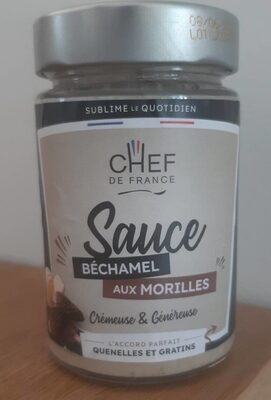 SUBLIME LE QUOTIDIEN
CHEF
DE FRANCE
Sauce
BÉCHAMEL
AUX MORILLES
Crémeuse & Généreuse
L'ACCORD PARFAIT
QUENELLES ET GRATINS